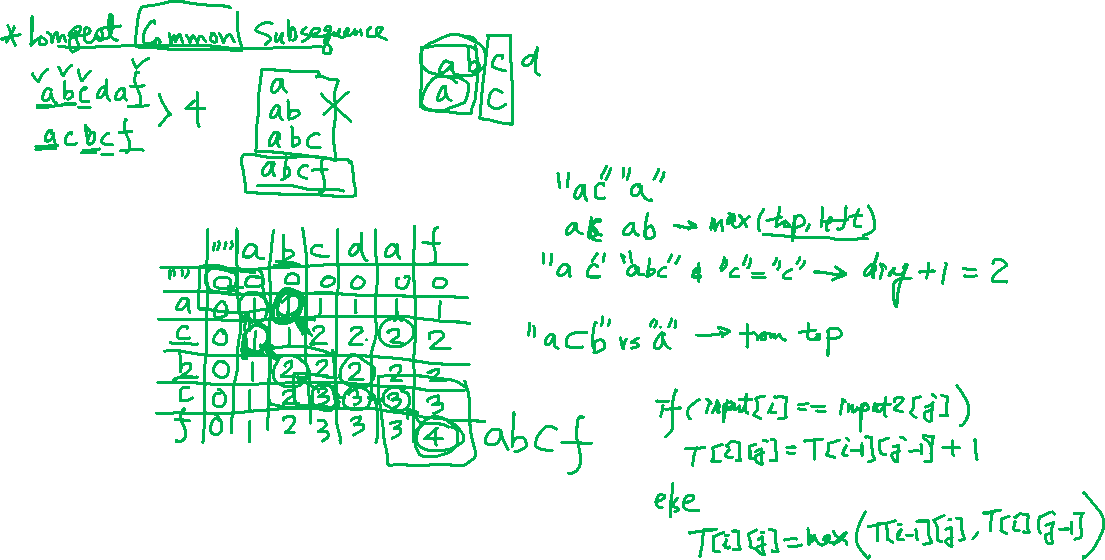 * Longest Common Subsequence
abcdaf
acbcf
> 4
a
ab
abc
abcf
abcd
ac
"ac" "a"
ac ab → max(top, left)
"ac" "abc" & "c"="c" → diag + 1 = 2
"acb" vs "a" → from top
"" a b c d a f
"" 0 0 0 0 0 0 0
a 0 1 1 1 1 1 1
c 0 1 1 2 2 2 2
b 0 1 2 2 2 2 2
c 0 1 2 3 3 3 3
f 0 1 2 3 3 3 4
abcf
If (input[i] == input2[j])
T[i][j] = T[i-1][j-1] + 1
else
T[i][j] = max(T[i-1][j], T[i][j-1])